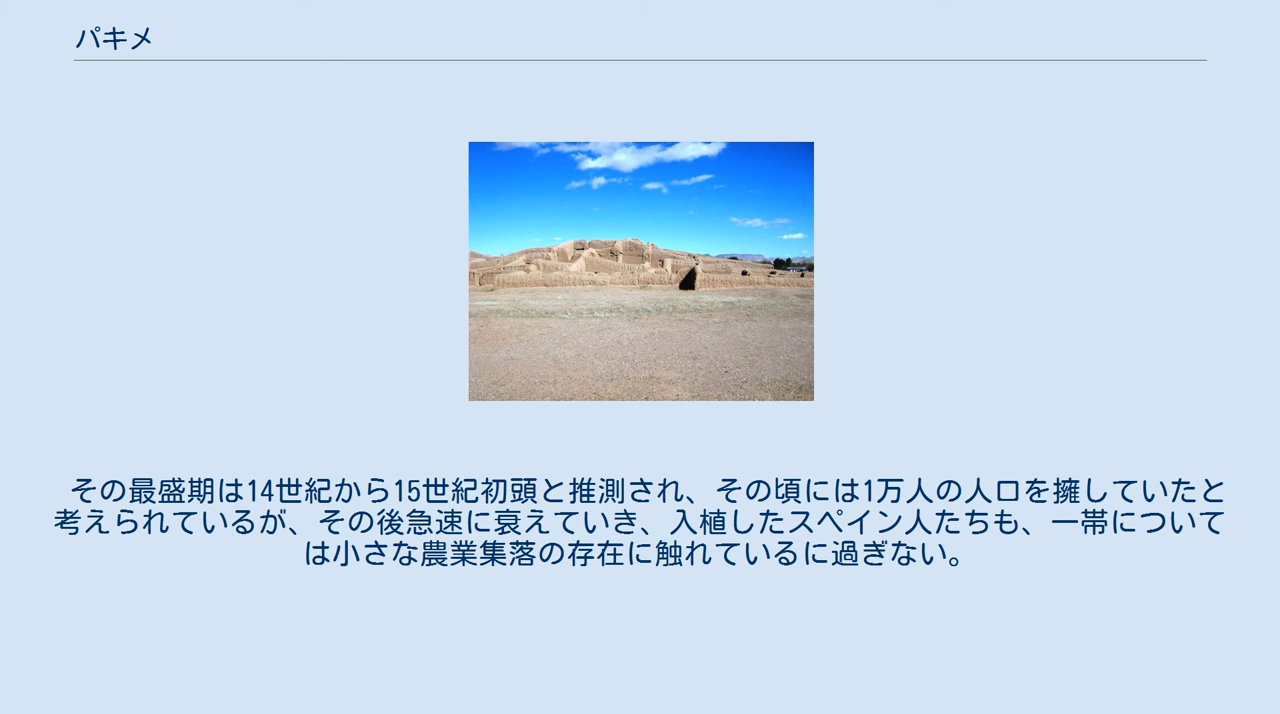 パキメ
その最盛期は14世紀から15世紀初頭と推測され、その頃には1万人の人口を擁していたと
考えられているが、その後急速に衰えていき、入植したスペイン人たちも、一帯について
は小さな農業集落の存在に触れているに過ぎない。